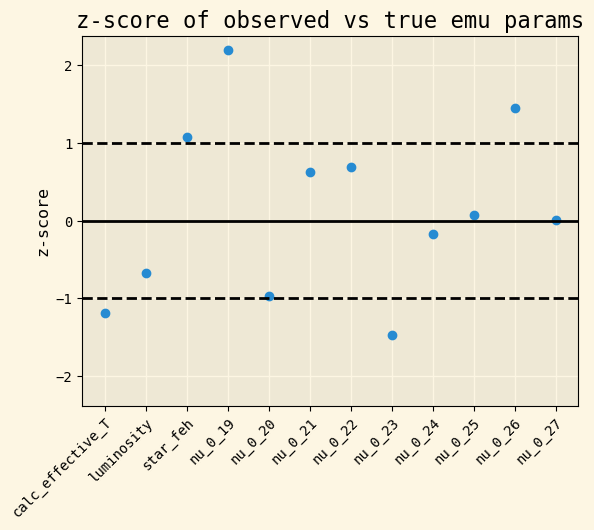 z-score of observed vs true emu params
z-score
2
1
0
−1
−2
calc_effective_T
luminosity
star_feh
nu_0_19
nu_0_20
nu_0_21
nu_0_22
nu_0_23
nu_0_24
nu_0_25
nu_0_26
nu_0_27